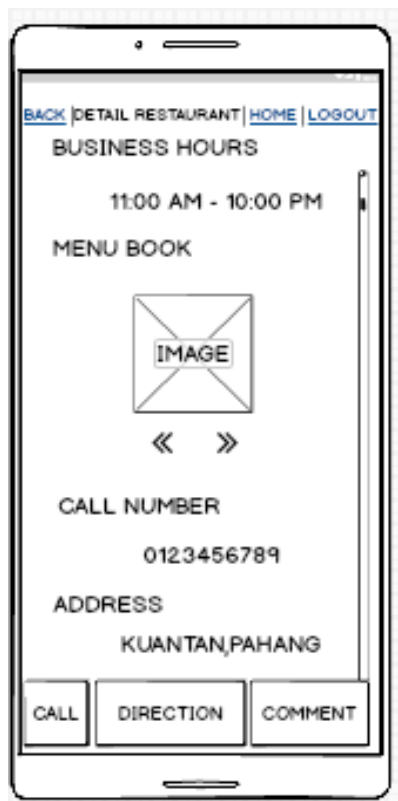 BACK |DETAIL RESTAURANT| HOME | LOGOUT
BUSINESS HOURS
11:00 AM - 10:00 PM
MENU BOOK
IMAGE
« »
CALL NUMBER
0123456789
ADDRESS
KUANTAN,PAHANG
CALL DIRECTION COMMENT